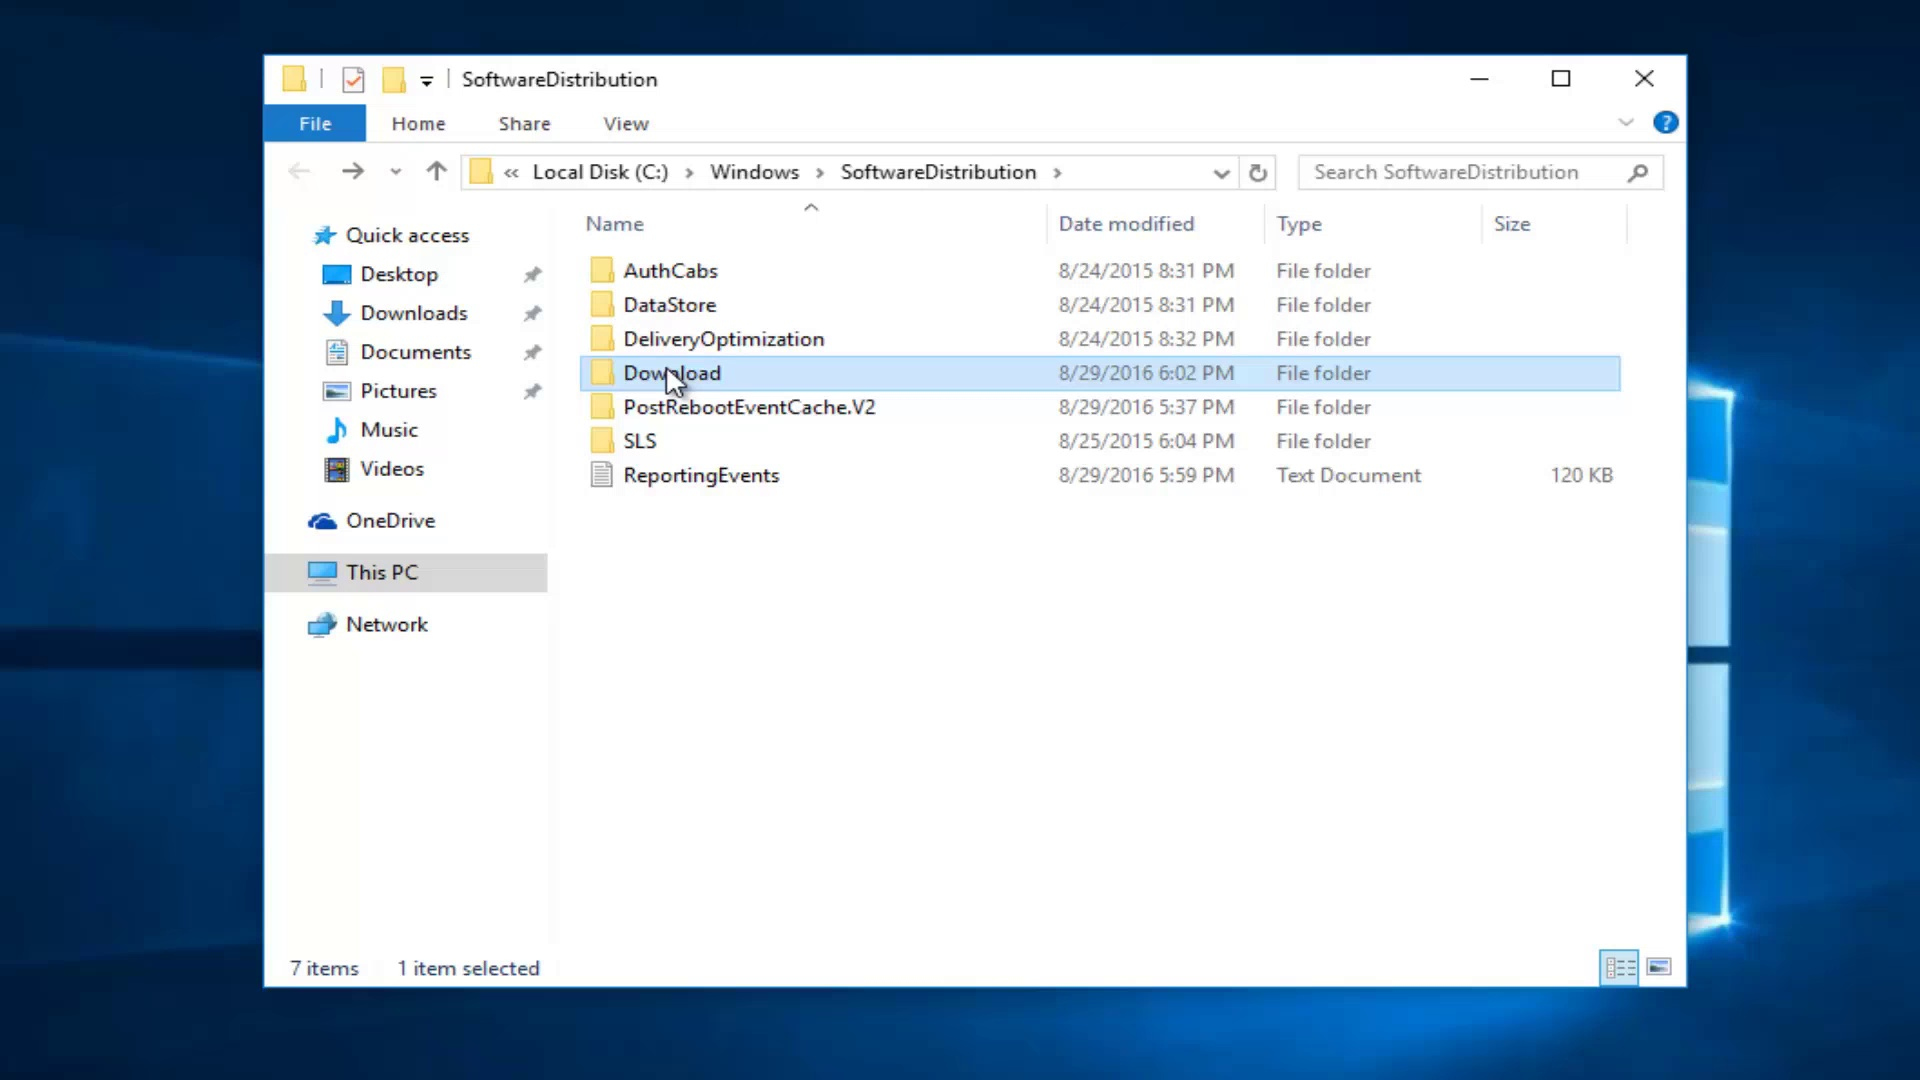 SoftwareDistribution
File Home Share View
« Local Disk (C:) › Windows › SoftwareDistribution ›
Search SoftwareDistribution
Quick access
Desktop
Downloads
Documents
Pictures
Music
Videos
OneDrive
This PC
Network
Name Date modified Type Size
AuthCabs 8/24/2015 8:31 PM File folder
DataStore 8/24/2015 8:31 PM File folder
DeliveryOptimization 8/24/2015 8:32 PM File folder
Download 8/29/2016 6:02 PM File folder
PostRebootEventCache.V2 8/29/2016 5:37 PM File folder
SLS 8/25/2015 6:04 PM File folder
ReportingEvents 8/29/2016 5:59 PM Text Document 120 KB
7 items 1 item selected